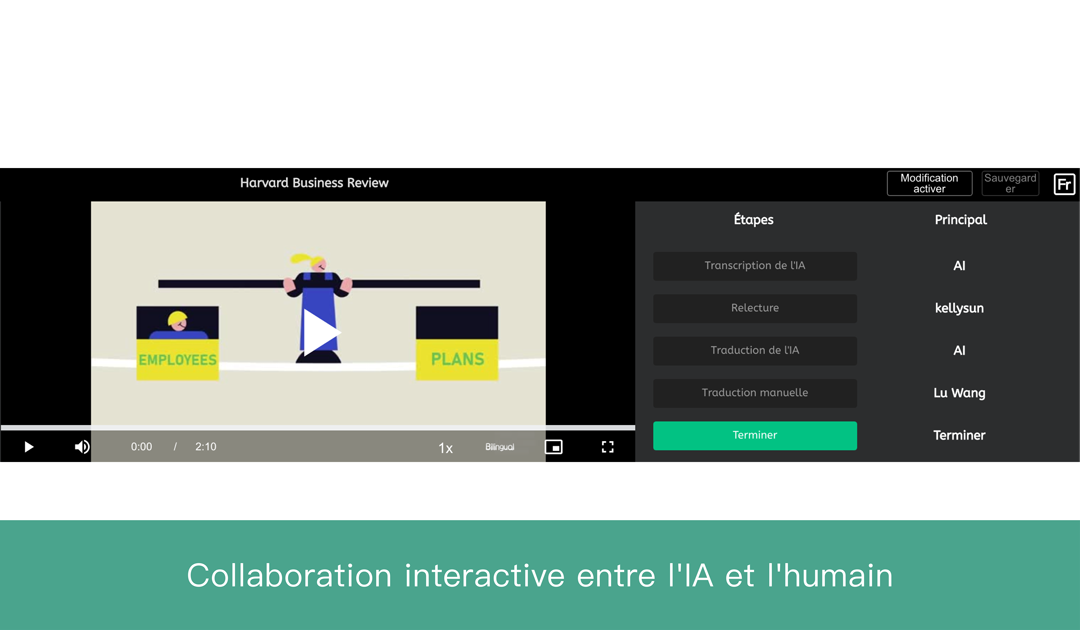 Harvard Business Review
Modification
activer
Sauvegard
er
Fr
EMPLOYEES
PLANS
0:00 / 2:10
1x
Bilingual
Étapes Principal
Transcription de l'IA AI
Relecture kellysun
Traduction de l'IA AI
Traduction manuelle Lu Wang
Terminer Terminer
Collaboration interactive entre l'IA et l'humain